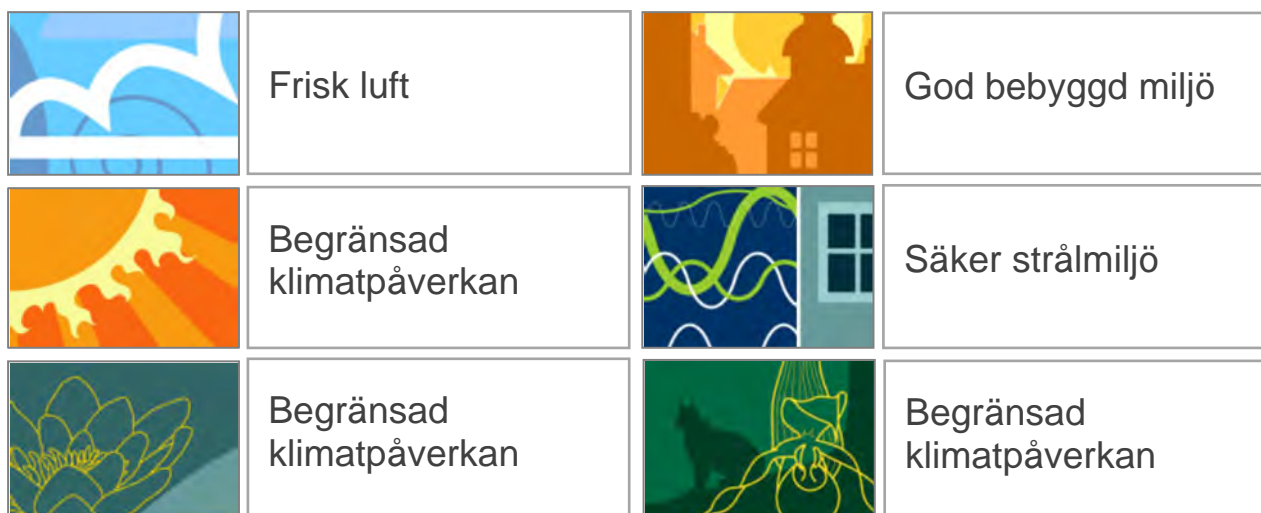 Frisk luft
God bebyggd miljö
Begränsad
klimatpåverkan
Säker strålmiljö
Begränsad
klimatpåverkan
Begränsad
klimatpåverkan